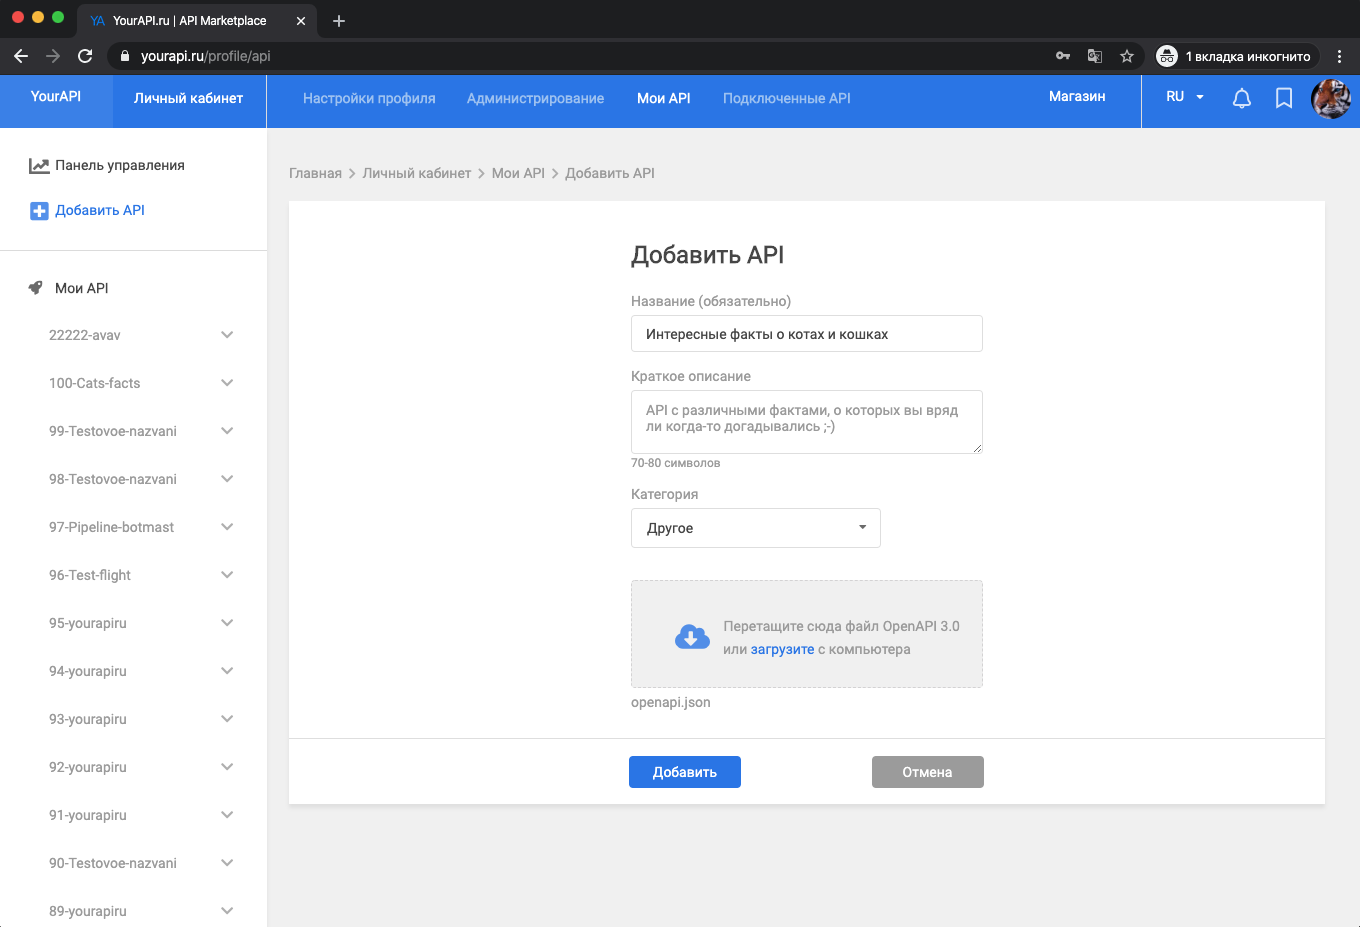 YA YourAPI.ru | API Marketplace
yourapi.ru/profile/api
1 вкладка инкогнито
YourAPI
Личный кабинет
Настройки профиля
Администрирование
Мои API
Подключенные API
Магазин
RU
Панель управления
Добавить API
Мои API
22222-avav
100-Cats-facts
99-Testovoe-nazvani
98-Testovoe-nazvani
97-Pipeline-botmast
96-Test-flight
95-yourapiru
94-yourapiru
93-yourapiru
92-yourapiru
91-yourapiru
90-Testovoe-nazvani
89-yourapiru
Главная > Личный кабинет > Мои API > Добавить API
Добавить API
Название (обязательно)
Интересные факты о котах и кошках
Краткое описание
API с различными фактами, о которых вы вряд
ли когда-то догадывались ;-)
70-80 символов
Категория
Другое
Перетащите сюда файл OpenAPI 3.0
или загрузите с компьютера
openapi.json
Добавить
Отмена